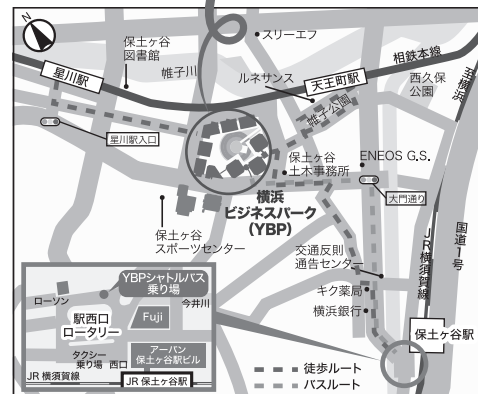 N
保土ヶ谷
図書館
スリーエフ
相鉄本線
至横浜
星川駅
帷子川
ルネサンス
天王町駅
西久保
公園
帷子公園
星川駅入口
保土ヶ谷
土木事務所
ENEOS G.S.
横浜
ビジネスパーク
(YBP)
大門通り
保土ヶ谷
スポーツセンター
国道1号
JR横須賀線
交通反則
通告センター
YBPシャトルバス
乗り場
ローソン
今井川
キク薬局
横浜銀行
駅西口
ロータリー
Fuji
保土ヶ谷駅
タクシー
乗り場
西口
アーバン
保土ヶ谷駅ビル
徒歩ルート
JR横須賀線
JR保土ヶ谷駅
バスルート